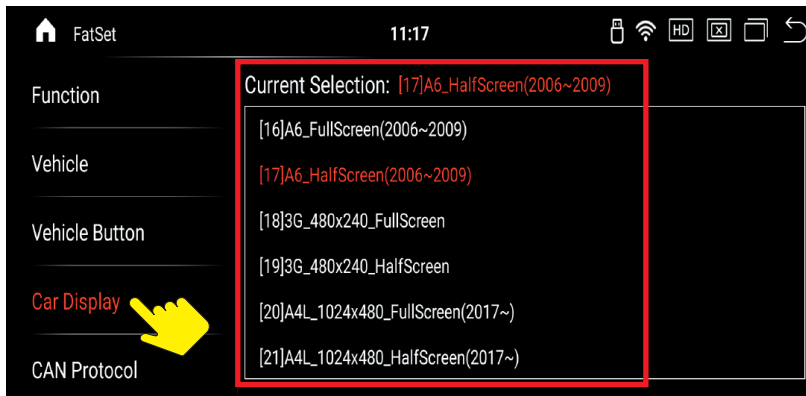 FatSet 11:17 HD
Function
Vehicle
Vehicle Button
Car Display
CAN Protocol
Current Selection: [17]A6_HalfScreen(2006~2009)
[16]A6_FullScreen(2006~2009)
[17]A6_HalfScreen(2006~2009)
[18]3G_480x240_FullScreen
[19]3G_480x240_HalfScreen
[20]A4L_1024x480_FullScreen(2017~)
[21]A4L_1024x480_HalfScreen(2017~)